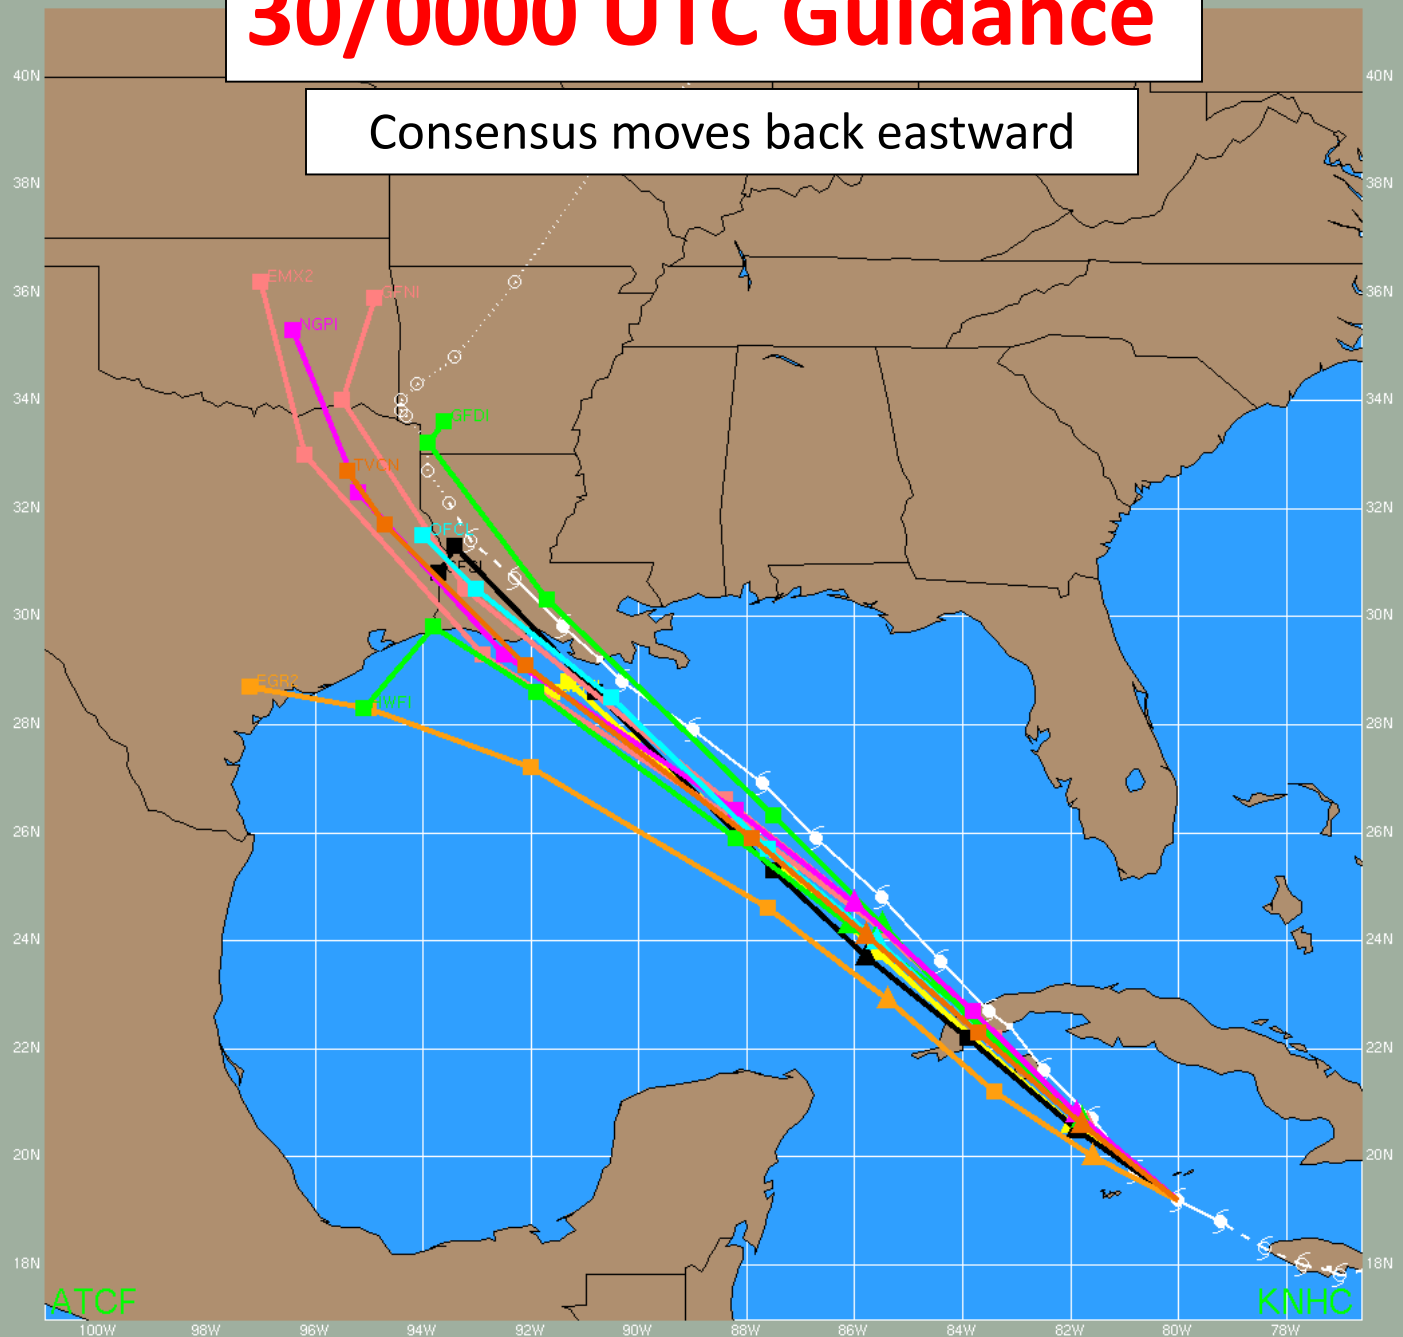 30/0000 UTC Guidance
Consensus moves back eastward
40N 40N
38N 38N
EMX2
GFNI
36N 36N
NGPI
34N 34N
TVCN
32N 32N
OFCL
30N 30N
EGR2
HWFI
28N 28N
26N 26N
24N 24N
22N 22N
20N 20N
18N 18N
ATCF KNHC
100W 98W 96W 94W 92W 90W 88W 86W 84W 82W 80W 78W